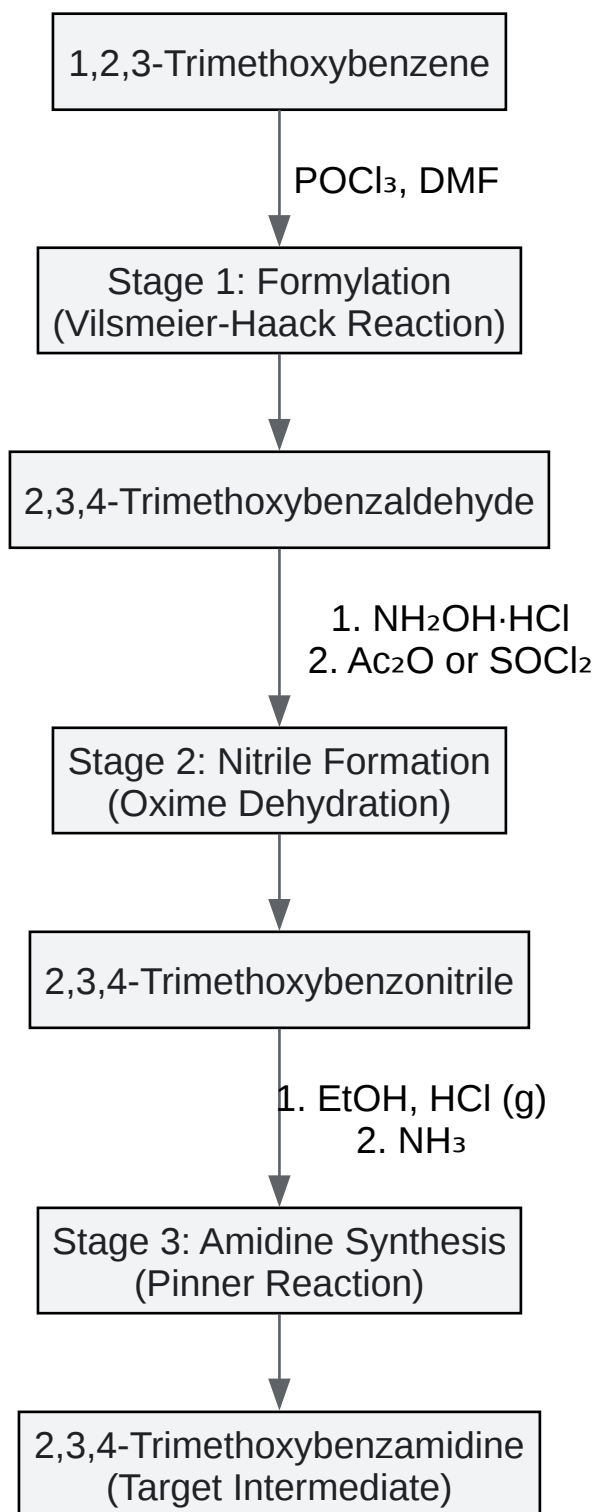 1,2,3-Trimethoxybenzene
POCl₃, DMF
Stage 1: Formylation
(Vilsmeier-Haack Reaction)
2,3,4-Trimethoxybenzaldehyde
1. NH₂OH·HCl
2. Ac₂O or SOCl₂
Stage 2: Nitrile Formation
(Oxime Dehydration)
2,3,4-Trimethoxybenzonitrile
1. EtOH, HCl (g)
2. NH₃
Stage 3: Amidine Synthesis
(Pinner Reaction)
2,3,4-Trimethoxybenzamidine
(Target Intermediate)